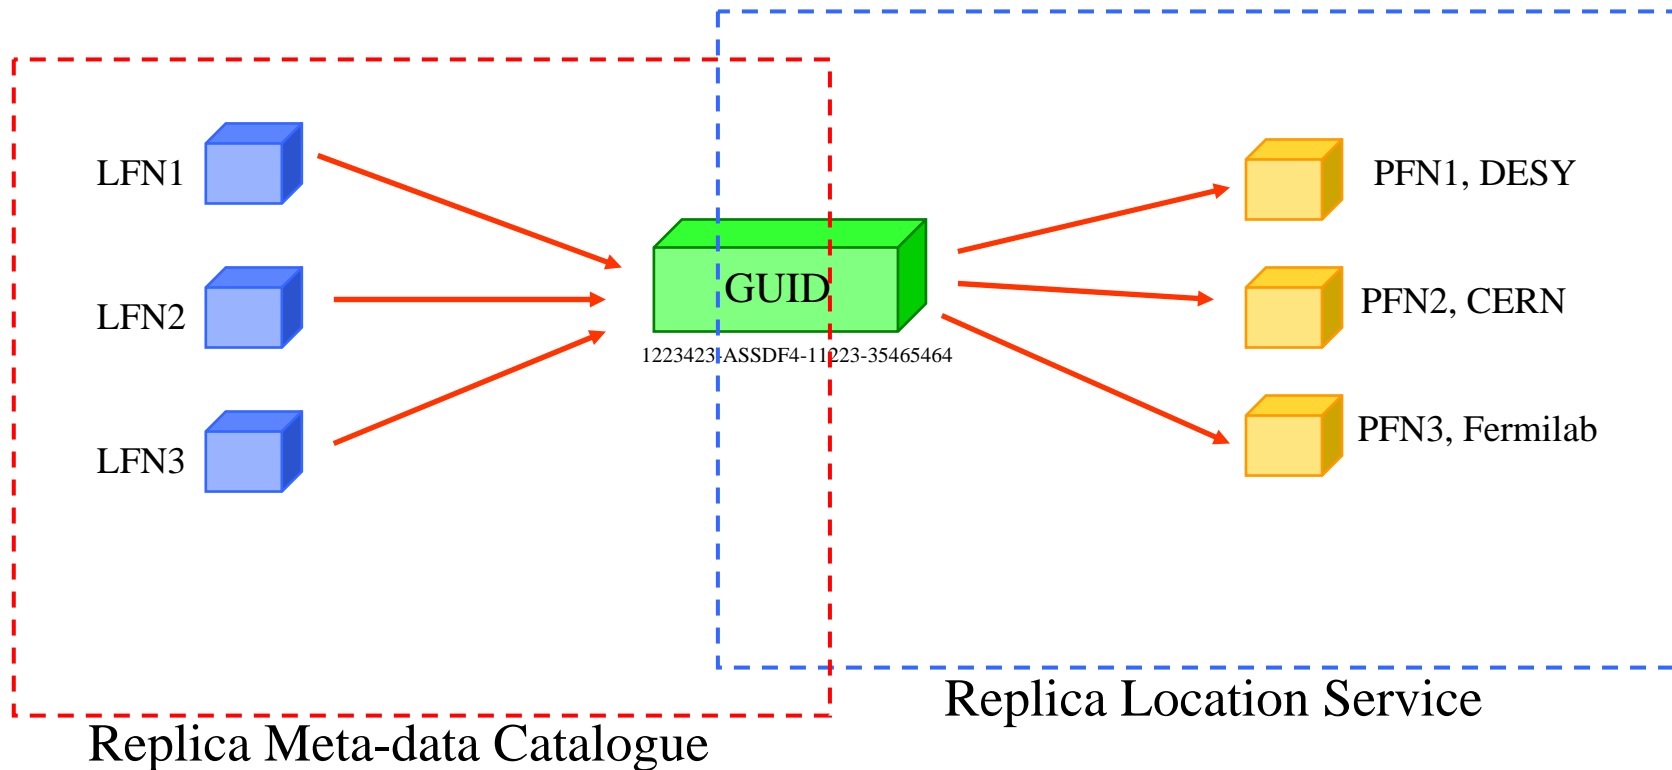 LFN1
LFN2
LFN3
GUID
1223423-ASSDF4-11223-35465464
PFN1, DESY
PFN2, CERN
PFN3, Fermilab
Replica Location Service
Replica Meta-data Catalogue